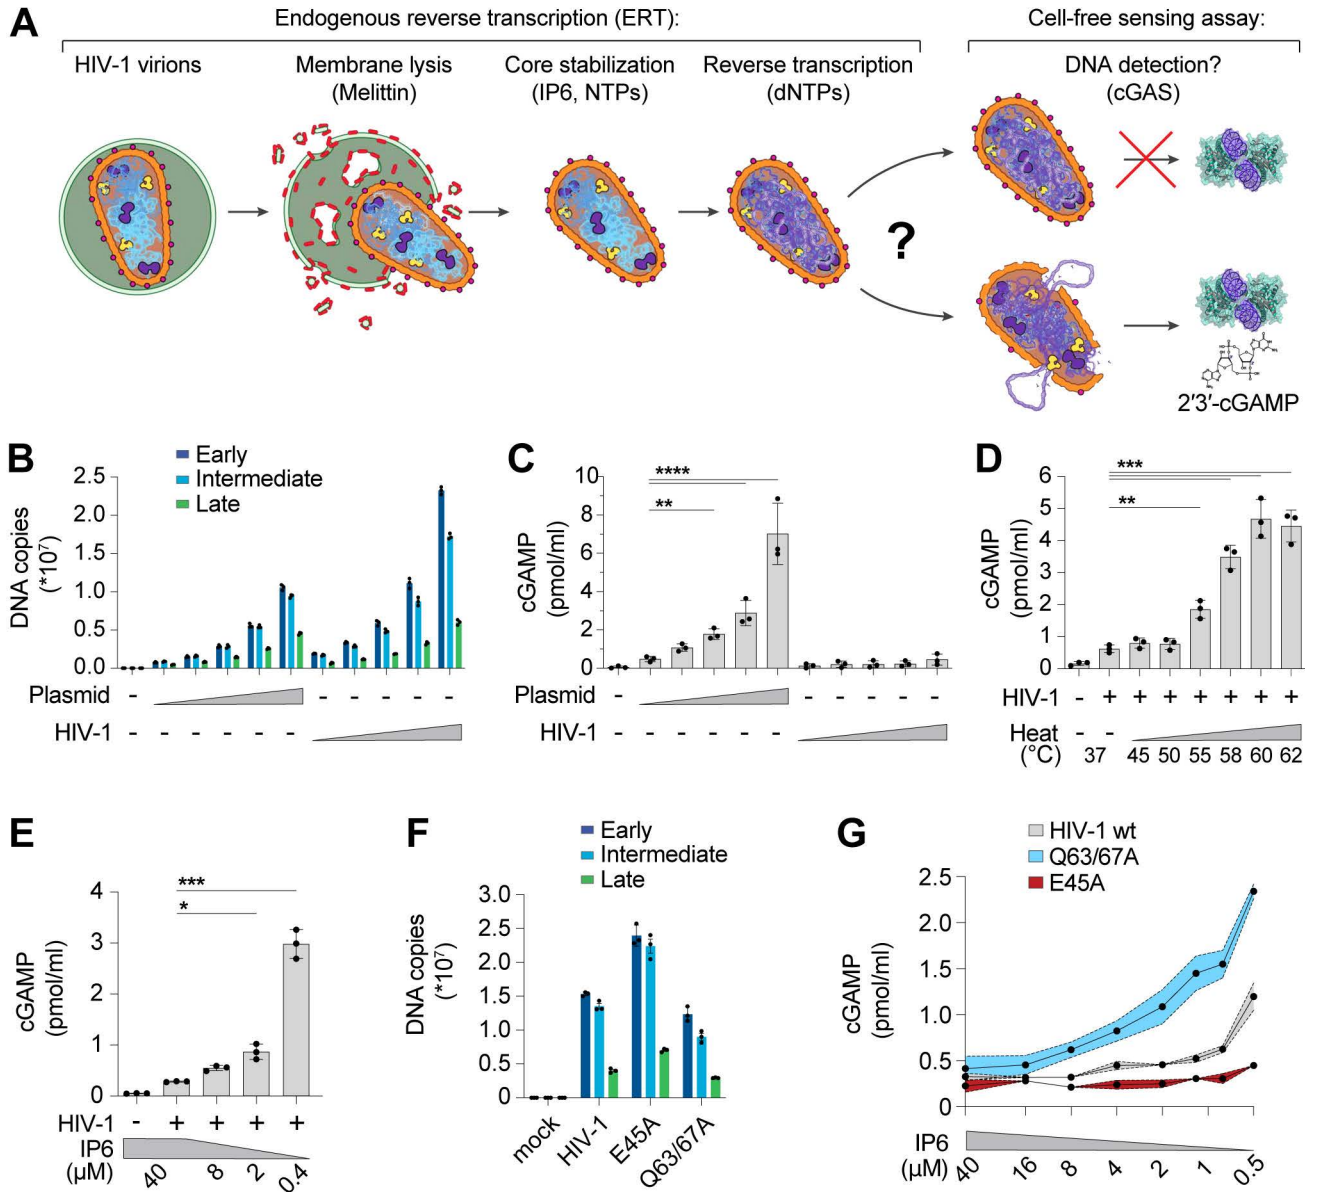 A
Endogenous reverse transcription (ERT):
Cell-free sensing assay:
HIV-1 virions
Membrane lysis
(Melittin)
Core stabilization
(IP6, NTPs)
Reverse transcription
(dNTPs)
DNA detection?
(cGAS)
?
2′3′-cGAMP
B
Early
Intermediate
Late
DNA copies
(*10⁷)
2.5
2.0
1.5
1.0
0.5
0.0
Plasmid - - - - - -
HIV-1 - - - - - -
C
cGAMP
(pmol/ml)
10
8
6
4
2
0
****
**
Plasmid - - - - - -
HIV-1 - - - - - -
D
cGAMP
(pmol/ml)
6
5
4
3
2
1
0
***
**
HIV-1 - + + + + + + +
Heat - -
(°C) 37 45 50 55 58 60 62
E
cGAMP
(pmol/ml)
4
3
2
1
0
***
*
HIV-1 - + + + +
IP6
(μM) 40 8 2 0.4
F
Early
Intermediate
Late
DNA copies
(*10⁷)
3.0
2.5
2.0
1.5
1.0
0.5
0
mock HIV-1 E45A Q63/67A
G
HIV-1 wt
Q63/67A
E45A
cGAMP
(pmol/ml)
2.5
2.0
1.5
1.0
0.5
0
IP6
(μM) 40 16 8 4 2 1 0.5